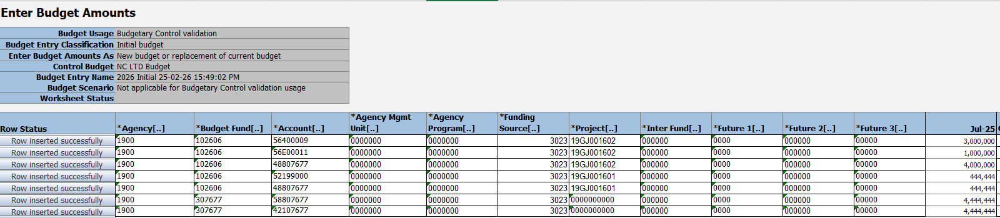 Enter Budget Amounts
Budget Usage Budgetary Control validation
Budget Entry Classification Initial budget
Enter Budget Amounts As New budget or replacement of current budget
Control Budget NC LTD Budget
Budget Entry Name 2026 Initial 25-02-26 15:49:02 PM
Budget Scenario Not applicable for Budgetary Control validation usage
Worksheet Status
Row Status *Agency[..] *Budget Fund[..] *Account[..] *Agency Mgmt Unit[..] *Agency Program[..] *Funding Source[..] *Project[..] *Inter Fund[..] *Future 1[..] *Future 2[..] *Future 3[..] Jul-25
Row inserted successfully 1900 102606 56400009 0000000 0000000 3023 19GJ001602 000000 0000 000000 00000 3,000,000
Row inserted successfully 1900 102606 56E00011 0000000 0000000 3023 19GJ001602 000000 0000 000000 00000 1,000,000
Row inserted successfully 1900 102606 48807677 0000000 0000000 3023 19GJ001602 000000 0000 000000 00000 4,000,000
Row inserted successfully 1900 102606 52199000 0000000 0000000 3023 19GJ001601 000000 0000 000000 00000 444,444
Row inserted successfully 1900 102606 48807677 0000000 0000000 3023 19GJ001601 000000 0000 000000 00000 444,444
Row inserted successfully 1900 307677 58807677 0000000 0000000 3023 0000000000 000000 0000 000000 00000 4,444,444
Row inserted successfully 1900 307677 42107677 0000000 0000000 3023 0000000000 000000 0000 000000 00000 4,444,444